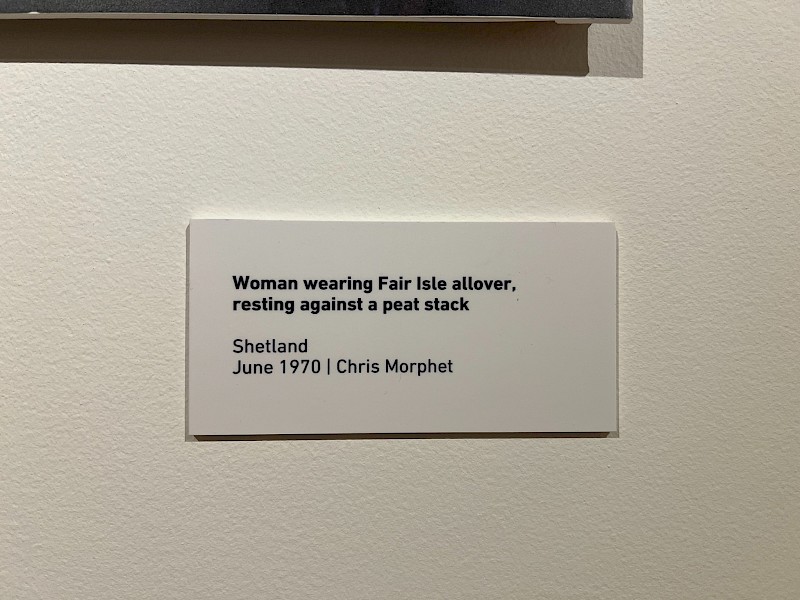 Woman wearing Fair Isle allover,
resting against a peat stack
Shetland
June 1970 | Chris Morphet